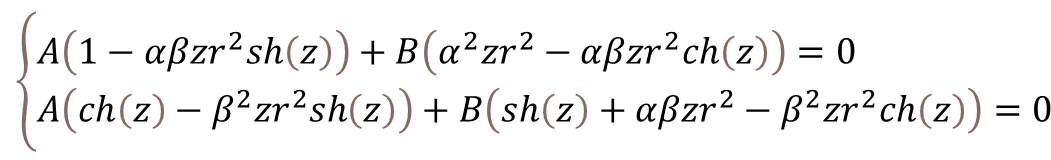 A(1 − αβzr²sh(z)) + B(α²zr² − αβzr²ch(z)) = 0
A(ch(z) − β²zr²sh(z)) + B(sh(z) + αβzr² − β²zr²ch(z)) = 0